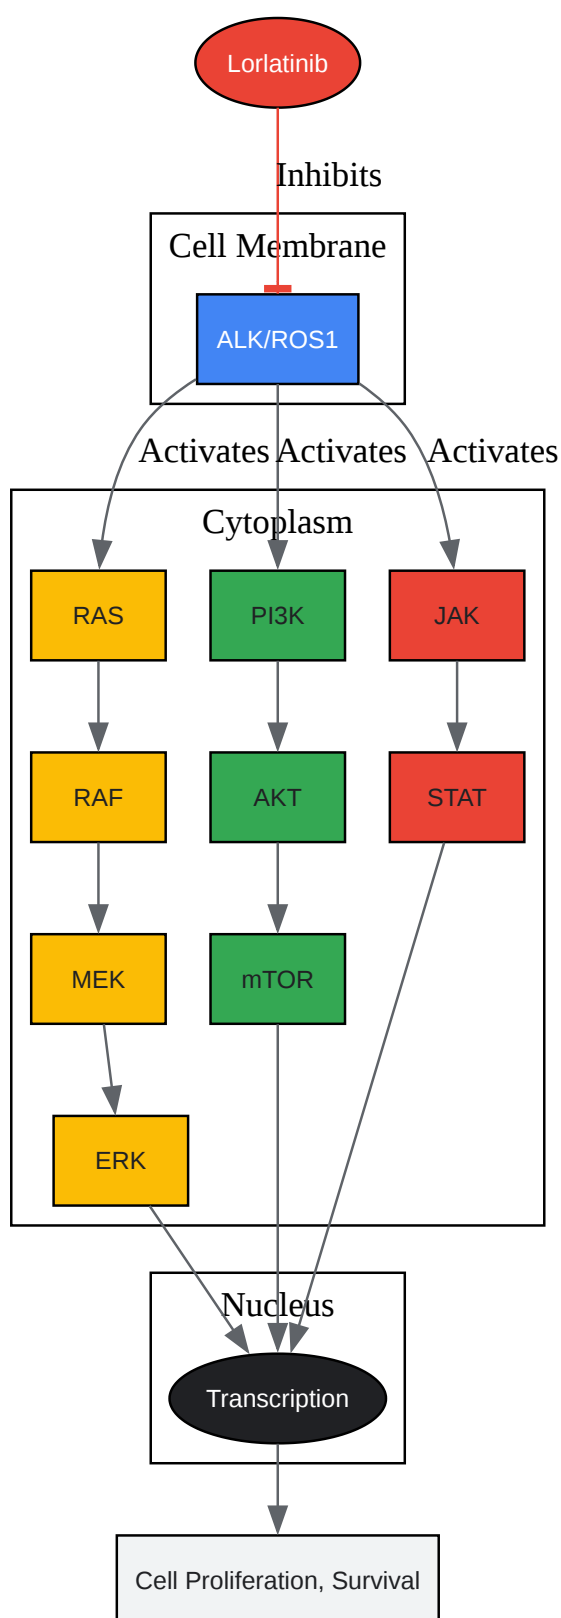 Lorlatinib
Inhibits
Cell Membrane
ALK/ROS1
Activates Activates Activates
Cytoplasm
RAS PI3K JAK
RAF AKT STAT
MEK mTOR
ERK
Nucleus
Transcription
Cell Proliferation, Survival